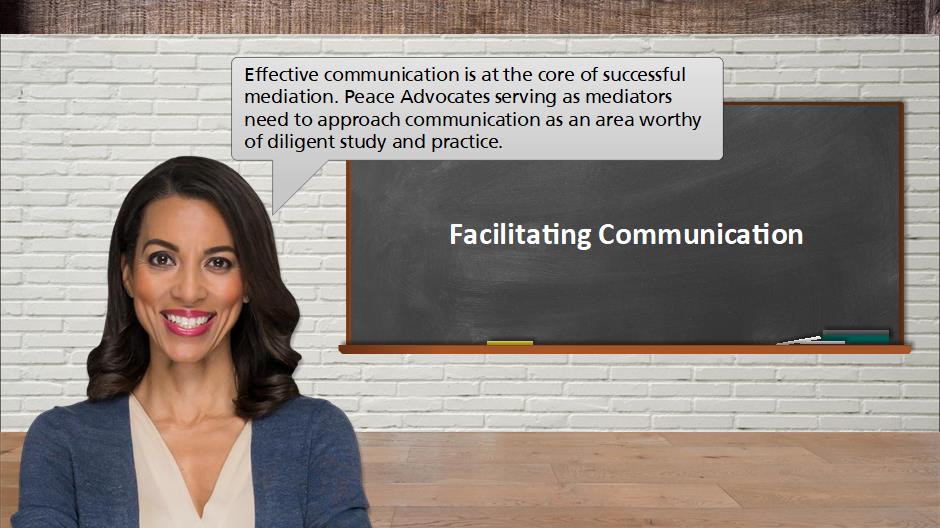 Effective communication is at the core of successful
mediation. Peace Advocates serving as mediators
need to approach communication as an area worthy
of diligent study and practice.
Facilitating Communication